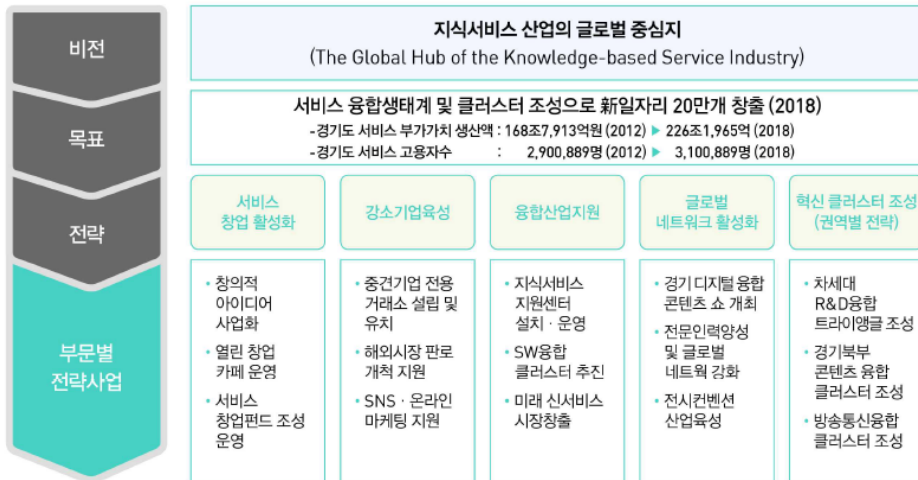 비전
지식서비스 산업의 글로벌 중심지
(The Global Hub of the Knowledge-based Service Industry)
목표
서비스 융합생태계 및 클러스터 조성으로 新일자리 20만개 창출 (2018)
-경기도 서비스 부가가치 생산액 : 168조7,913억원 (2012) ▶ 226조1,965억 (2018)
-경기도 서비스 고용자수 : 2,900,889명 (2012) ▶ 3,100,889명 (2018)
전략
서비스
창업 활성화
강소기업육성
융합산업지원
글로벌
네트워크 활성화
혁신 클러스터 조성
(권역별 전략)
부문별
전략사업
• 창의적
아이디어
사업화
• 열린 창업
카페 운영
• 서비스
창업펀드 조성
운영
• 중견기업 전용
거래소 설립 및
유치
• 해외시장 판로
개척 지원
• SNS · 온라인
마케팅 지원
• 지식서비스
지원센터
설치 · 운영
• SW융합
클러스터 추진
• 미래 신서비스
시장창출
• 경기 디지털 융합
콘텐츠 쇼 개최
• 전문인력양성
및 글로벌
네트웍 강화
• 전시컨벤션
산업육성
• 차세대
R&D융합
트라이앵글 조성
• 경기북부
콘텐츠 융합
클러스터 조성
• 방송통신융합
클러스터 조성